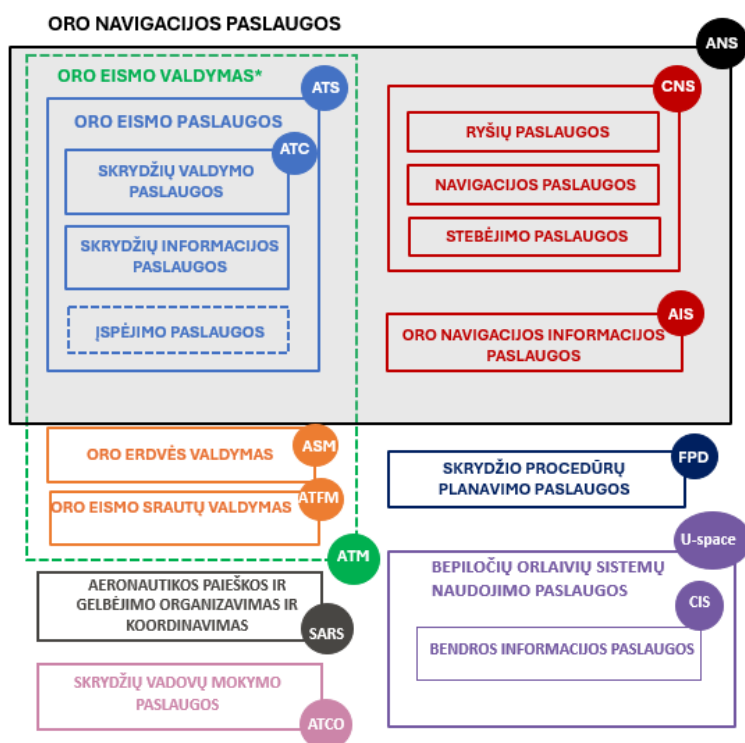 ORO NAVIGACIJOS PASLAUGOS
ANS
ORO EISMO VALDYMAS*
ATS
ORO EISMO PASLAUGOS
ATC
SKRYDŽIŲ VALDYMO
PASLAUGOS
SKRYDŽIŲ INFORMACIJOS
PASLAUGOS
ĮSPĖJIMO PASLAUGOS
CNS
RYŠIŲ PASLAUGOS
NAVIGACIJOS PASLAUGOS
STEBĖJIMO PASLAUGOS
AIS
ORO NAVIGACIJOS INFORMACIJOS
PASLAUGOS
ORO ERDVĖS VALDYMAS
ASM
ORO EISMO SRAUTŲ VALDYMAS
ATFM
ATM
FPD
SKRYDŽIO PROCEDŪRŲ
PLANAVIMO PASLAUGOS
AERONAUTIKOS PAIEŠKOS IR
GELBĖJIMO ORGANIZAVIMAS IR
KOORDINAVIMAS
SARS
U-space
BEPILOČIŲ ORLAIVIŲ SISTEMŲ
NAUDOJIMO PASLAUGOS
CIS
BENDROS INFORMACIJOS PASLAUGOS
SKRYDŽIŲ VADOVŲ MOKYMO
PASLAUGOS
ATCO